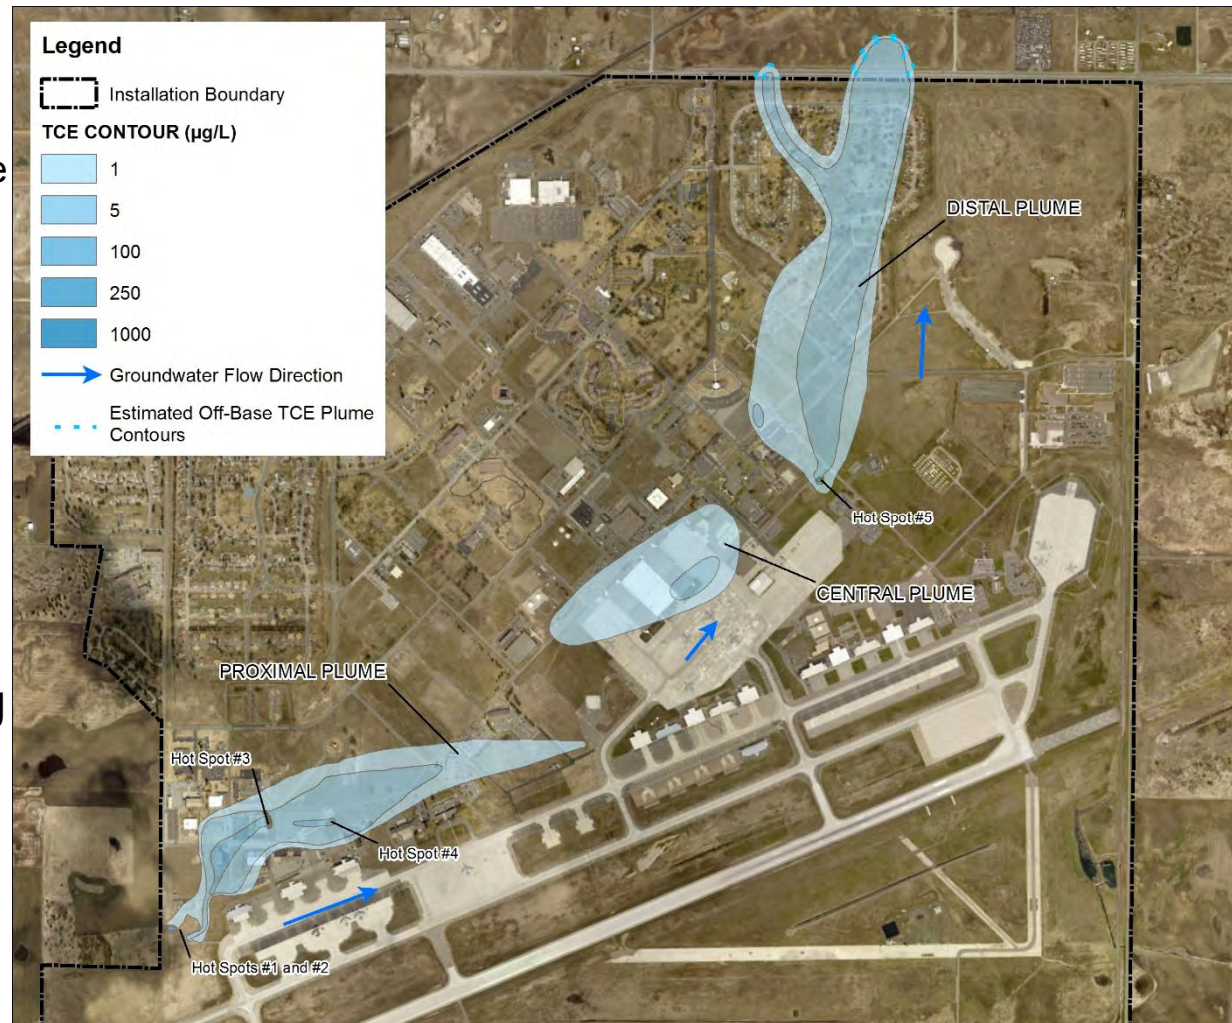 Legend
Installation Boundary
TCE CONTOUR (µg/L)
1
5
100
250
1000
Groundwater Flow Direction
Estimated Off-Base TCE Plume
Contours
DISTAL PLUME
Hot Spot #5
CENTRAL PLUME
PROXIMAL PLUME
Hot Spot #3
Hot Spot #4
Hot Spots #1 and #2